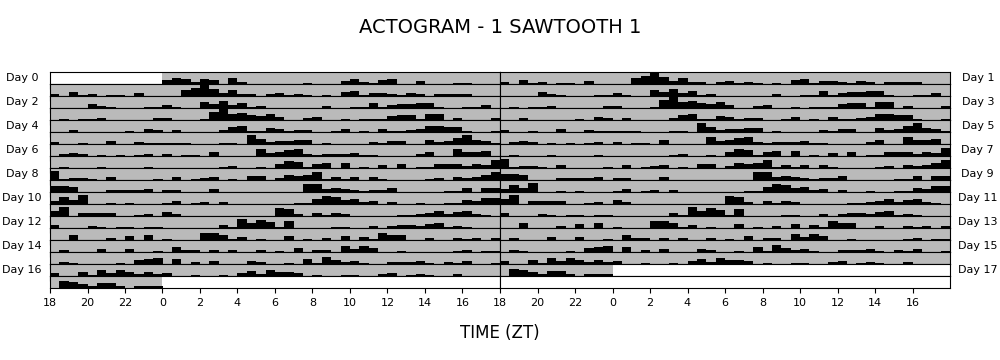 ACTOGRAM - 1 SAWTOOTH 1
Day 0 Day 1
Day 2 Day 3
Day 4 Day 5
Day 6 Day 7
Day 8 Day 9
Day 10 Day 11
Day 12 Day 13
Day 14 Day 15
Day 16 Day 17
18 20 22 0 2 4 6 8 10 12 14 16 18 20 22 0 2 4 6 8 10 12 14 16
TIME (ZT)